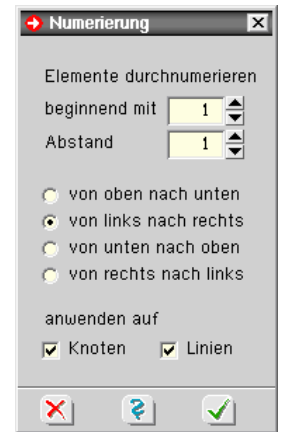 Numerierung
Elemente durchnumerieren
beginnend mit 1
Abstand 1
von oben nach unten
von links nach rechts
von unten nach oben
von rechts nach links
anwenden auf
Knoten Linien